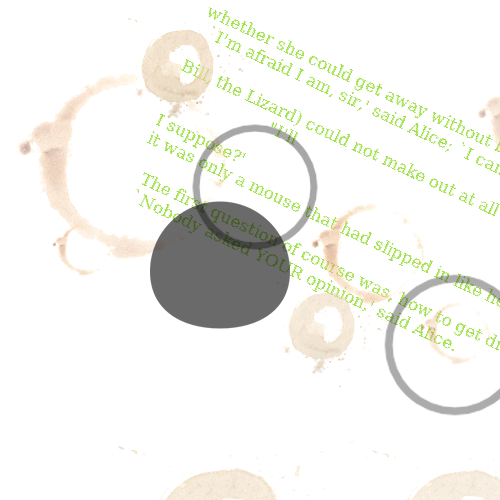 whether she could get away without
`I'm afraid I am, sir,' said Alice; `I
Bill the Lizard) could not make out at all
"I'll
I suppose?'
it was only a mouse that had slipped in like
The first question of course was, how to get
`Nobody asked YOUR opinion,' said Alice.